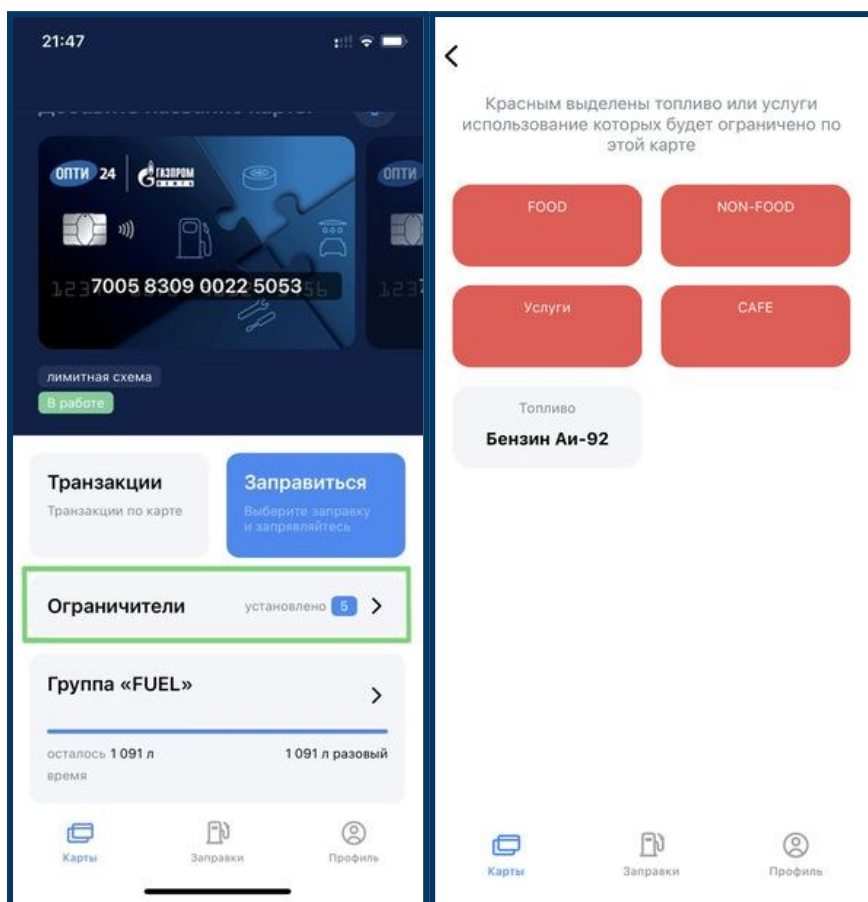 21:47
ОПТИ 24
ГАЗПРОМ
НЕФТЬ
ОПТИ
7005 8309 0022 5053
лимитная схема
В работе
Транзакции
Транзакции по карте
Заправиться
Выберите заправку
и заправляйтесь
Ограничители
установлено 5
Группа «FUEL»
осталось 1 091 л
1 091 л разовый
время
Карты
Заправки
Профиль
Красным выделены топливо или услуги
использование которых будет ограничено по
этой карте
FOOD
NON-FOOD
Услуги
CAFE
Топливо
Бензин Аи-92
Карты
Заправки
Профиль